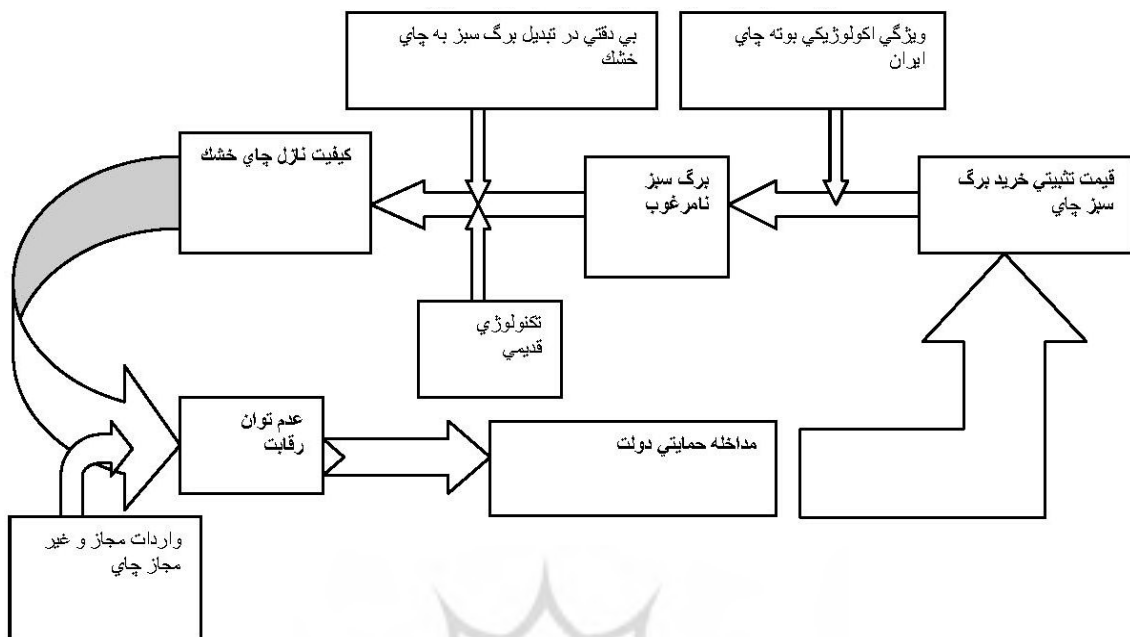 ويژگي اكولوژيكي بوته چاي
ايران
بي دقتي در تبديل برگ سبز به چاي
خشك
قيمت تثبيتي خريد برگ
سبز چاي
برگ سبز
نامرغوب
كيفيت نازل چاي خشك
تكنولوژي
قديمي
عدم توان
رقابت
مداخله حمايتي دولت
واردات مجاز و غير
مجاز چاي